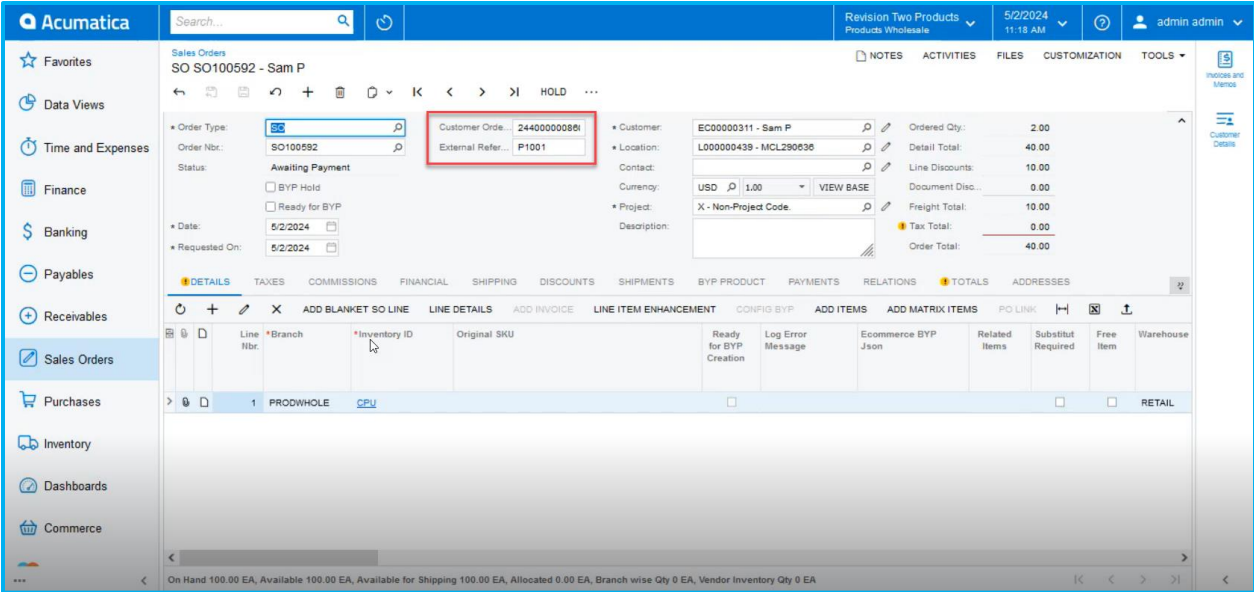 Acumatica
Search...
Revision Two Products
Products Wholesale
5/2/2024
11:18 AM
admin admin
Favorites
Data Views
Time and Expenses
Finance
Banking
Payables
Receivables
Sales Orders
Purchases
Inventory
Dashboards
Commerce
Sales Orders
SO SO100592 - Sam P
NOTES ACTIVITIES FILES CUSTOMIZATION TOOLS
HOLD
* Order Type: SO
Order Nbr.: SO100592
Status: Awaiting Payment
BYP Hold
Ready for BYP
* Date: 5/2/2024
* Requested On: 5/2/2024
Customer Orde...
External Refer... P1001
* Customer: EC00000311 - Sam P
* Location: L000000439 - MCL290636
Contact:
Currency: USD 1.00 VIEW BASE
* Project: X - Non-Project Code.
Description:
Ordered Qty.: 2.00
Detail Total: 40.00
Line Discounts: 10.00
Document Disc... 0.00
Freight Total: 10.00
Tax Total: 0.00
Order Total: 40.00
Invoices and
Memos
Customer
Details
DETAILS TAXES COMMISSIONS FINANCIAL SHIPPING DISCOUNTS SHIPMENTS BYP PRODUCT PAYMENTS RELATIONS TOTALS ADDRESSES
ADD BLANKET SO LINE LINE DETAILS ADD INVOICE LINE ITEM ENHANCEMENT CONFIG BYP ADD ITEMS ADD MATRIX ITEMS PO LINK
Line Nbr. *Branch *Inventory ID Original SKU Ready for BYP Creation Log Error Message Ecommerce BYP Json Related Items Substitut Required Free Item Warehouse
1 PRODWHOLE CPU RETAIL
On Hand 100.00 EA, Available 100.00 EA, Available for Shipping 100.00 EA, Allocated 0.00 EA, Branch wise Qty 0 EA, Vendor Inventory Qty 0 EA